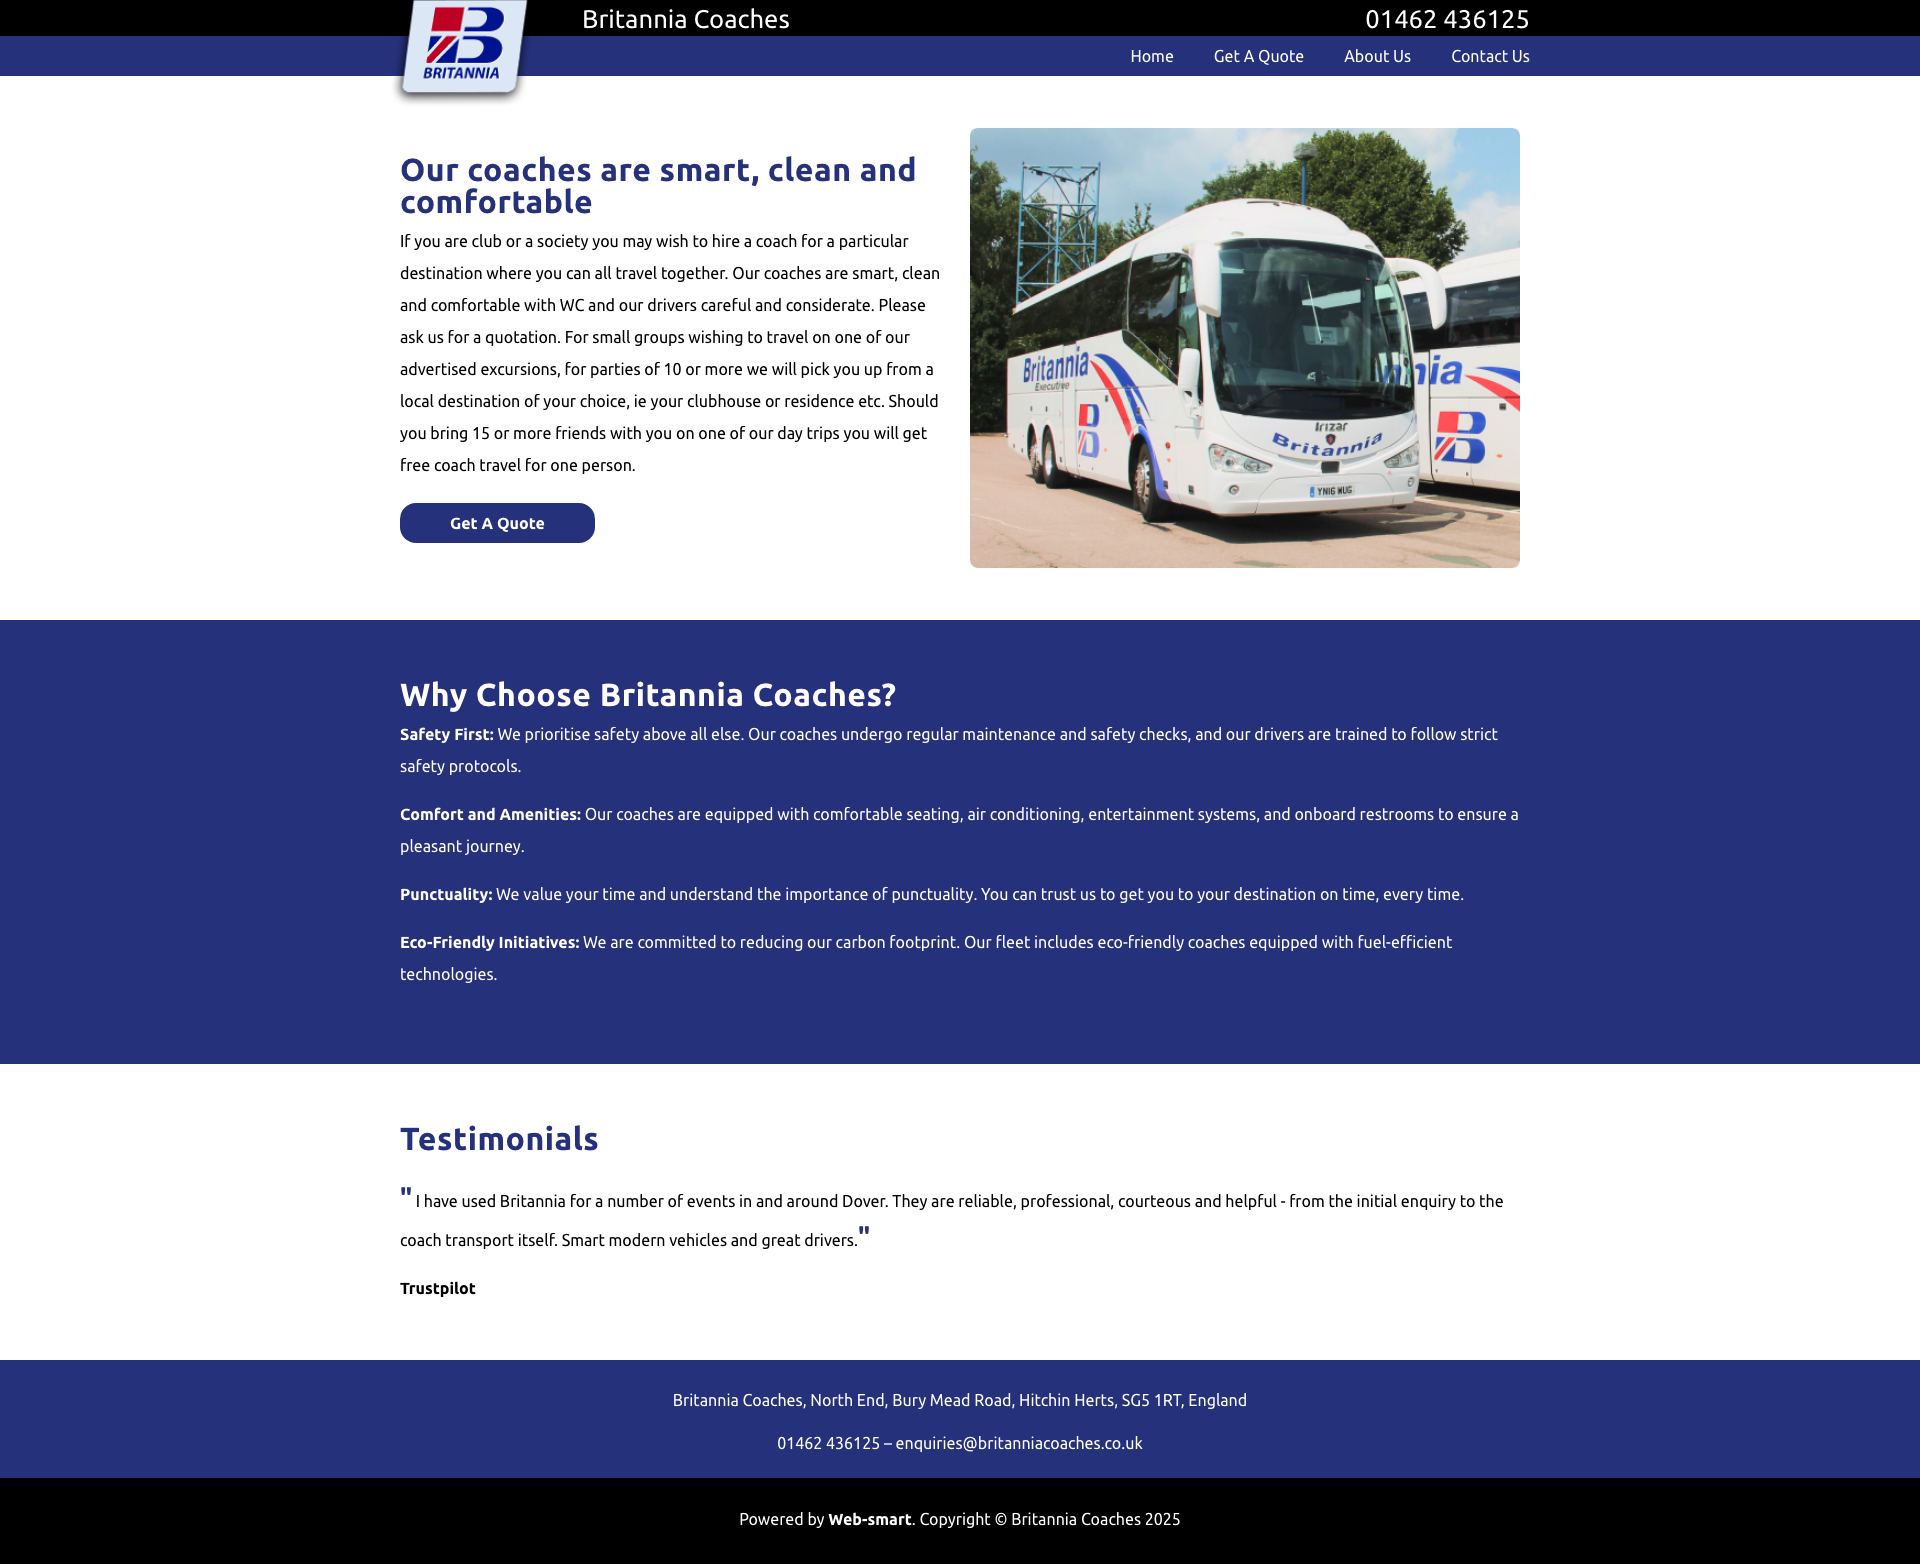 BRITANNIA
Britannia Coaches
01462 436125
Home
Get A Quote
About Us
Contact Us
Our coaches are smart, clean and
comfortable
If you are club or a society you may wish to hire a coach for a particular
destination where you can all travel together. Our coaches are smart, clean
and comfortable with WC and our drivers careful and considerate. Please
ask us for a quotation. For small groups wishing to travel on one of our
advertised excursions, for parties of 10 or more we will pick you up from a
local destination of your choice, ie your clubhouse or residence etc. Should
you bring 15 or more friends with you on one of our day trips you will get
free coach travel for one person.
Get A Quote
Britannia
Executive
Irizar
Britannia
YN16 WUG
nnia
Why Choose Britannia Coaches?
Safety First: We prioritise safety above all else. Our coaches undergo regular maintenance and safety checks, and our drivers are trained to follow strict
safety protocols.
Comfort and Amenities: Our coaches are equipped with comfortable seating, air conditioning, entertainment systems, and onboard restrooms to ensure a
pleasant journey.
Punctuality: We value your time and understand the importance of punctuality. You can trust us to get you to your destination on time, every time.
Eco-Friendly Initiatives: We are committed to reducing our carbon footprint. Our fleet includes eco-friendly coaches equipped with fuel-efficient
technologies.
Testimonials
" I have used Britannia for a number of events in and around Dover. They are reliable, professional, courteous and helpful - from the initial enquiry to the
coach transport itself. Smart modern vehicles and great drivers."
Trustpilot
Britannia Coaches, North End, Bury Mead Road, Hitchin Herts, SG5 1RT, England
01462 436125 – enquiries@britanniacoaches.co.uk
Powered by Web-smart. Copyright © Britannia Coaches 2025